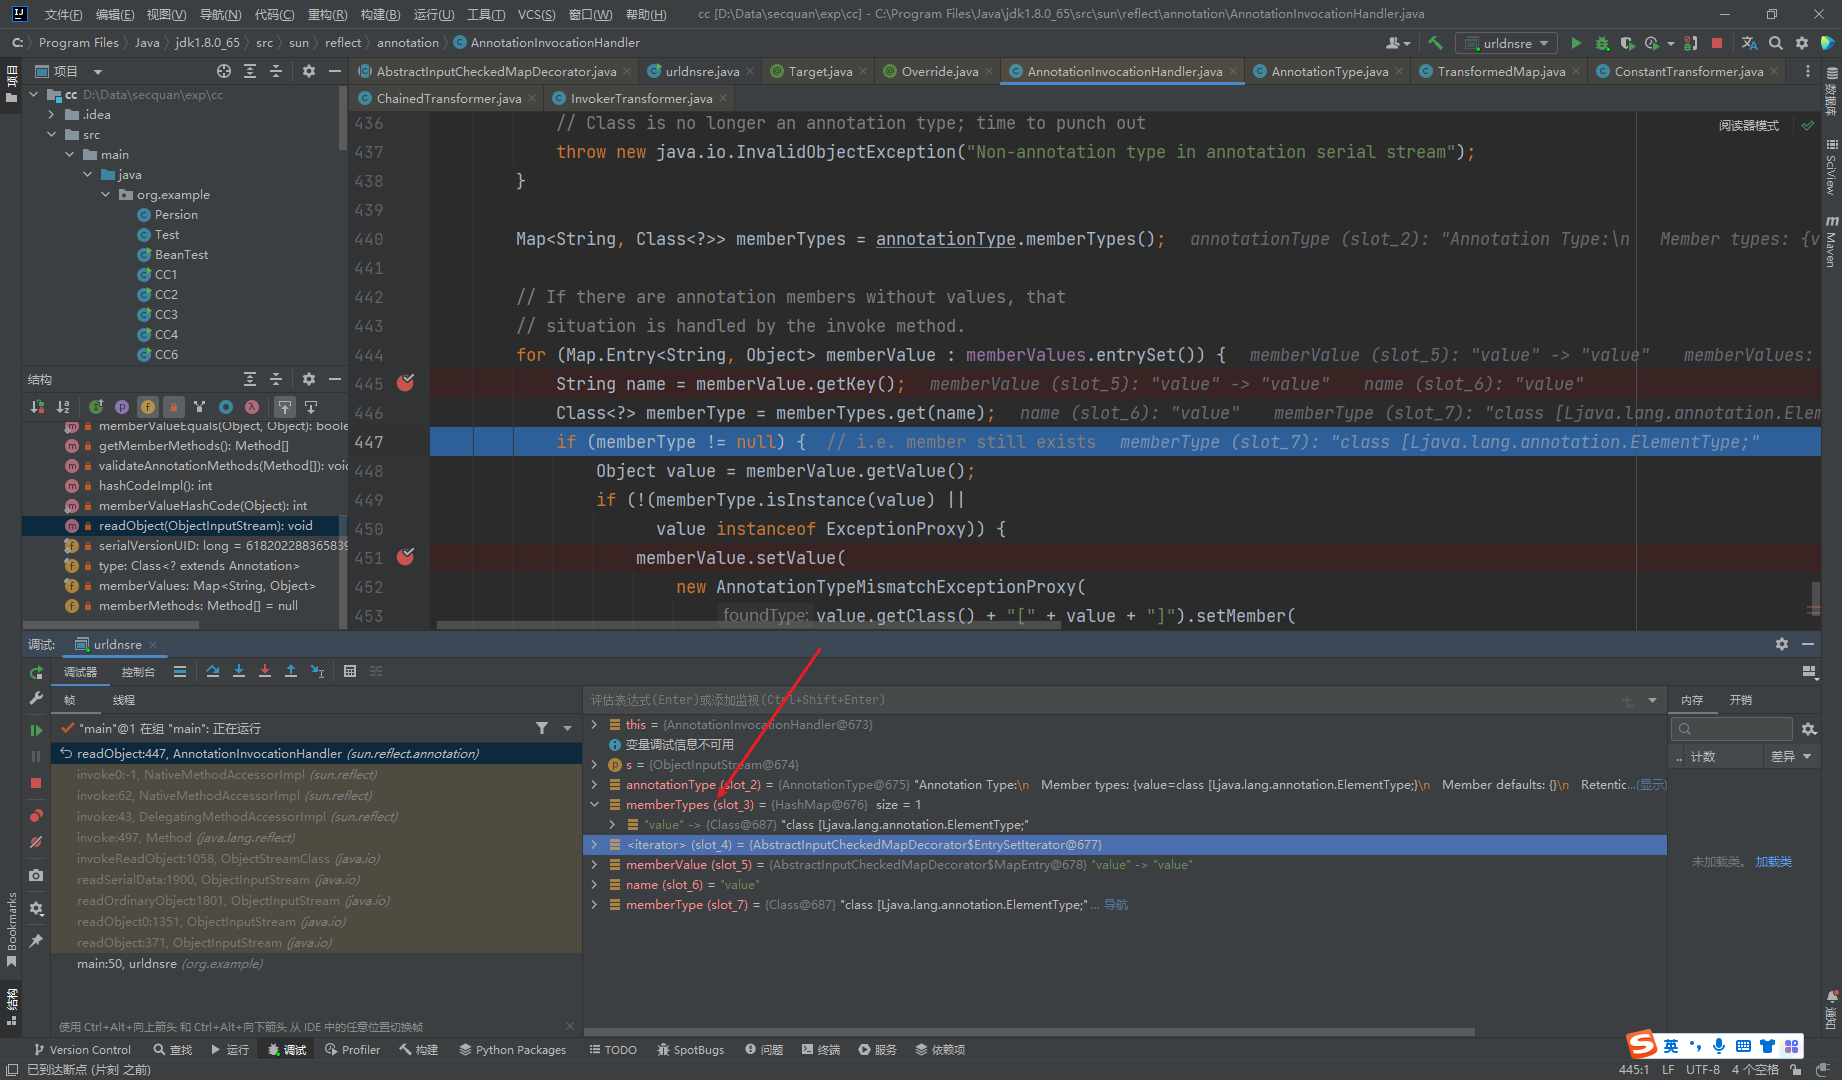 文件(F) 编辑(E) 视图(V) 导航(N) 代码(C) 重构(R) 构建(B) 运行(U) 工具(T) VCS(S) 窗口(W) 帮助(H) cc [D:\Data\secquan\exp\cc] - C:\Program Files\Java\jdk1.8.0_65\src\sun\reflect\annotation\AnnotationInvocationHandler.java
C: Program Files Java jdk1.8.0_65 src sun reflect annotation AnnotationInvocationHandler
urldnsre
项目
AbstractInputCheckedMapDecorator.java urldnsre.java Target.java Override.java AnnotationInvocationHandler.java AnnotationType.java TransformedMap.java ConstantTransformer.java
ChainedTransformer.java InvokerTransformer.java
cc D:\Data\secquan\exp\cc
.idea
src
main
java
org.example
Persion
Test
BeanTest
CC1
CC2
CC3
CC4
CC6
阅读器模式
436 // Class is no longer an annotation type; time to punch out
437 throw new java.io.InvalidObjectException("Non-annotation type in annotation serial stream");
438 }
439
440 Map<String, Class<?>> memberTypes = annotationType.memberTypes(); annotationType (slot_2): "Annotation Type:\n Member types: {v
441
442 // If there are annotation members without values, that
443 // situation is handled by the invoke method.
444 for (Map.Entry<String, Object> memberValue : memberValues.entrySet()) { memberValue (slot_5): "value" -> "value" memberValues:
445 String name = memberValue.getKey(); memberValue (slot_5): "value" -> "value" name (slot_6): "value"
446 Class<?> memberType = memberTypes.get(name); name (slot_6): "value" memberType (slot_7): "class [Ljava.lang.annotation.Elem
447 if (memberType != null) { // i.e. member still exists memberType (slot_7): "class [Ljava.lang.annotation.ElementType;"
448 Object value = memberValue.getValue();
449 if (!(memberType.isInstance(value) ||
450 value instanceof ExceptionProxy)) {
451 memberValue.setValue(
452 new AnnotationTypeMismatchExceptionProxy(
453 foundType: value.getClass() + "[" + value + "]").setMember(
结构
memberValueEquals(Object, Object): boole
getMemberMethods(): Method[]
validateAnnotationMethods(Method[]): voi
hashCodeImpl(): int
memberValueHashCode(Object): int
readObject(ObjectInputStream): void
serialVersionUID: long = 618202288365839
type: Class<? extends Annotation>
memberValues: Map<String, Object>
memberMethods: Method[] = null
数据库
SciView
Maven
通知
项目
Bookmarks
结构
调试: urldnsre
调试器 控制台
帧 线程
"main"@1 在组 "main": 正在运行
readObject:447, AnnotationInvocationHandler (sun.reflect.annotation)
invoke0:-1, NativeMethodAccessorImpl (sun.reflect)
invoke:62, NativeMethodAccessorImpl (sun.reflect)
invoke:43, DelegatingMethodAccessorImpl (sun.reflect)
invoke:497, Method (java.lang.reflect)
invokeReadObject:1058, ObjectStreamClass (java.io)
readSerialData:1900, ObjectInputStream (java.io)
readOrdinaryObject:1801, ObjectInputStream (java.io)
readObject0:1351, ObjectInputStream (java.io)
readObject:371, ObjectInputStream (java.io)
main:50, urldnsre (org.example)
使用 Ctrl+Alt+向上箭头 和 Ctrl+Alt+向下箭头 从 IDE 中的任意位置切换帧
评估表达式(Enter)或添加监视(Ctrl+Shift+Enter)
this = {AnnotationInvocationHandler@673}
变量调试信息不可用
s = {ObjectInputStream@674}
annotationType (slot_2) = {AnnotationType@675} "Annotation Type:\n Member types: {value=class [Ljava.lang.annotation.ElementType;}\n Member defaults: {}\n Retentic...(显示)
memberTypes (slot_3) = {HashMap@676} size = 1
"value" -> {Class@687} "class [Ljava.lang.annotation.ElementType;"
<iterator> (slot_4) = {AbstractInputCheckedMapDecorator$EntrySetIterator@677}
memberValue (slot_5) = {AbstractInputCheckedMapDecorator$MapEntry@678} "value" -> "value"
name (slot_6) = "value"
memberType (slot_7) = {Class@687} "class [Ljava.lang.annotation.ElementType;"... 导航
内存 开销
.. 计数 差异
未加载类。 加载类
Version Control 查找 运行 调试 Profiler 构建 Python Packages TODO SpotBugs 问题 终端 服务 依赖项
英
已到达断点 (片刻 之前)
445:1 LF UTF-8 4 个空格